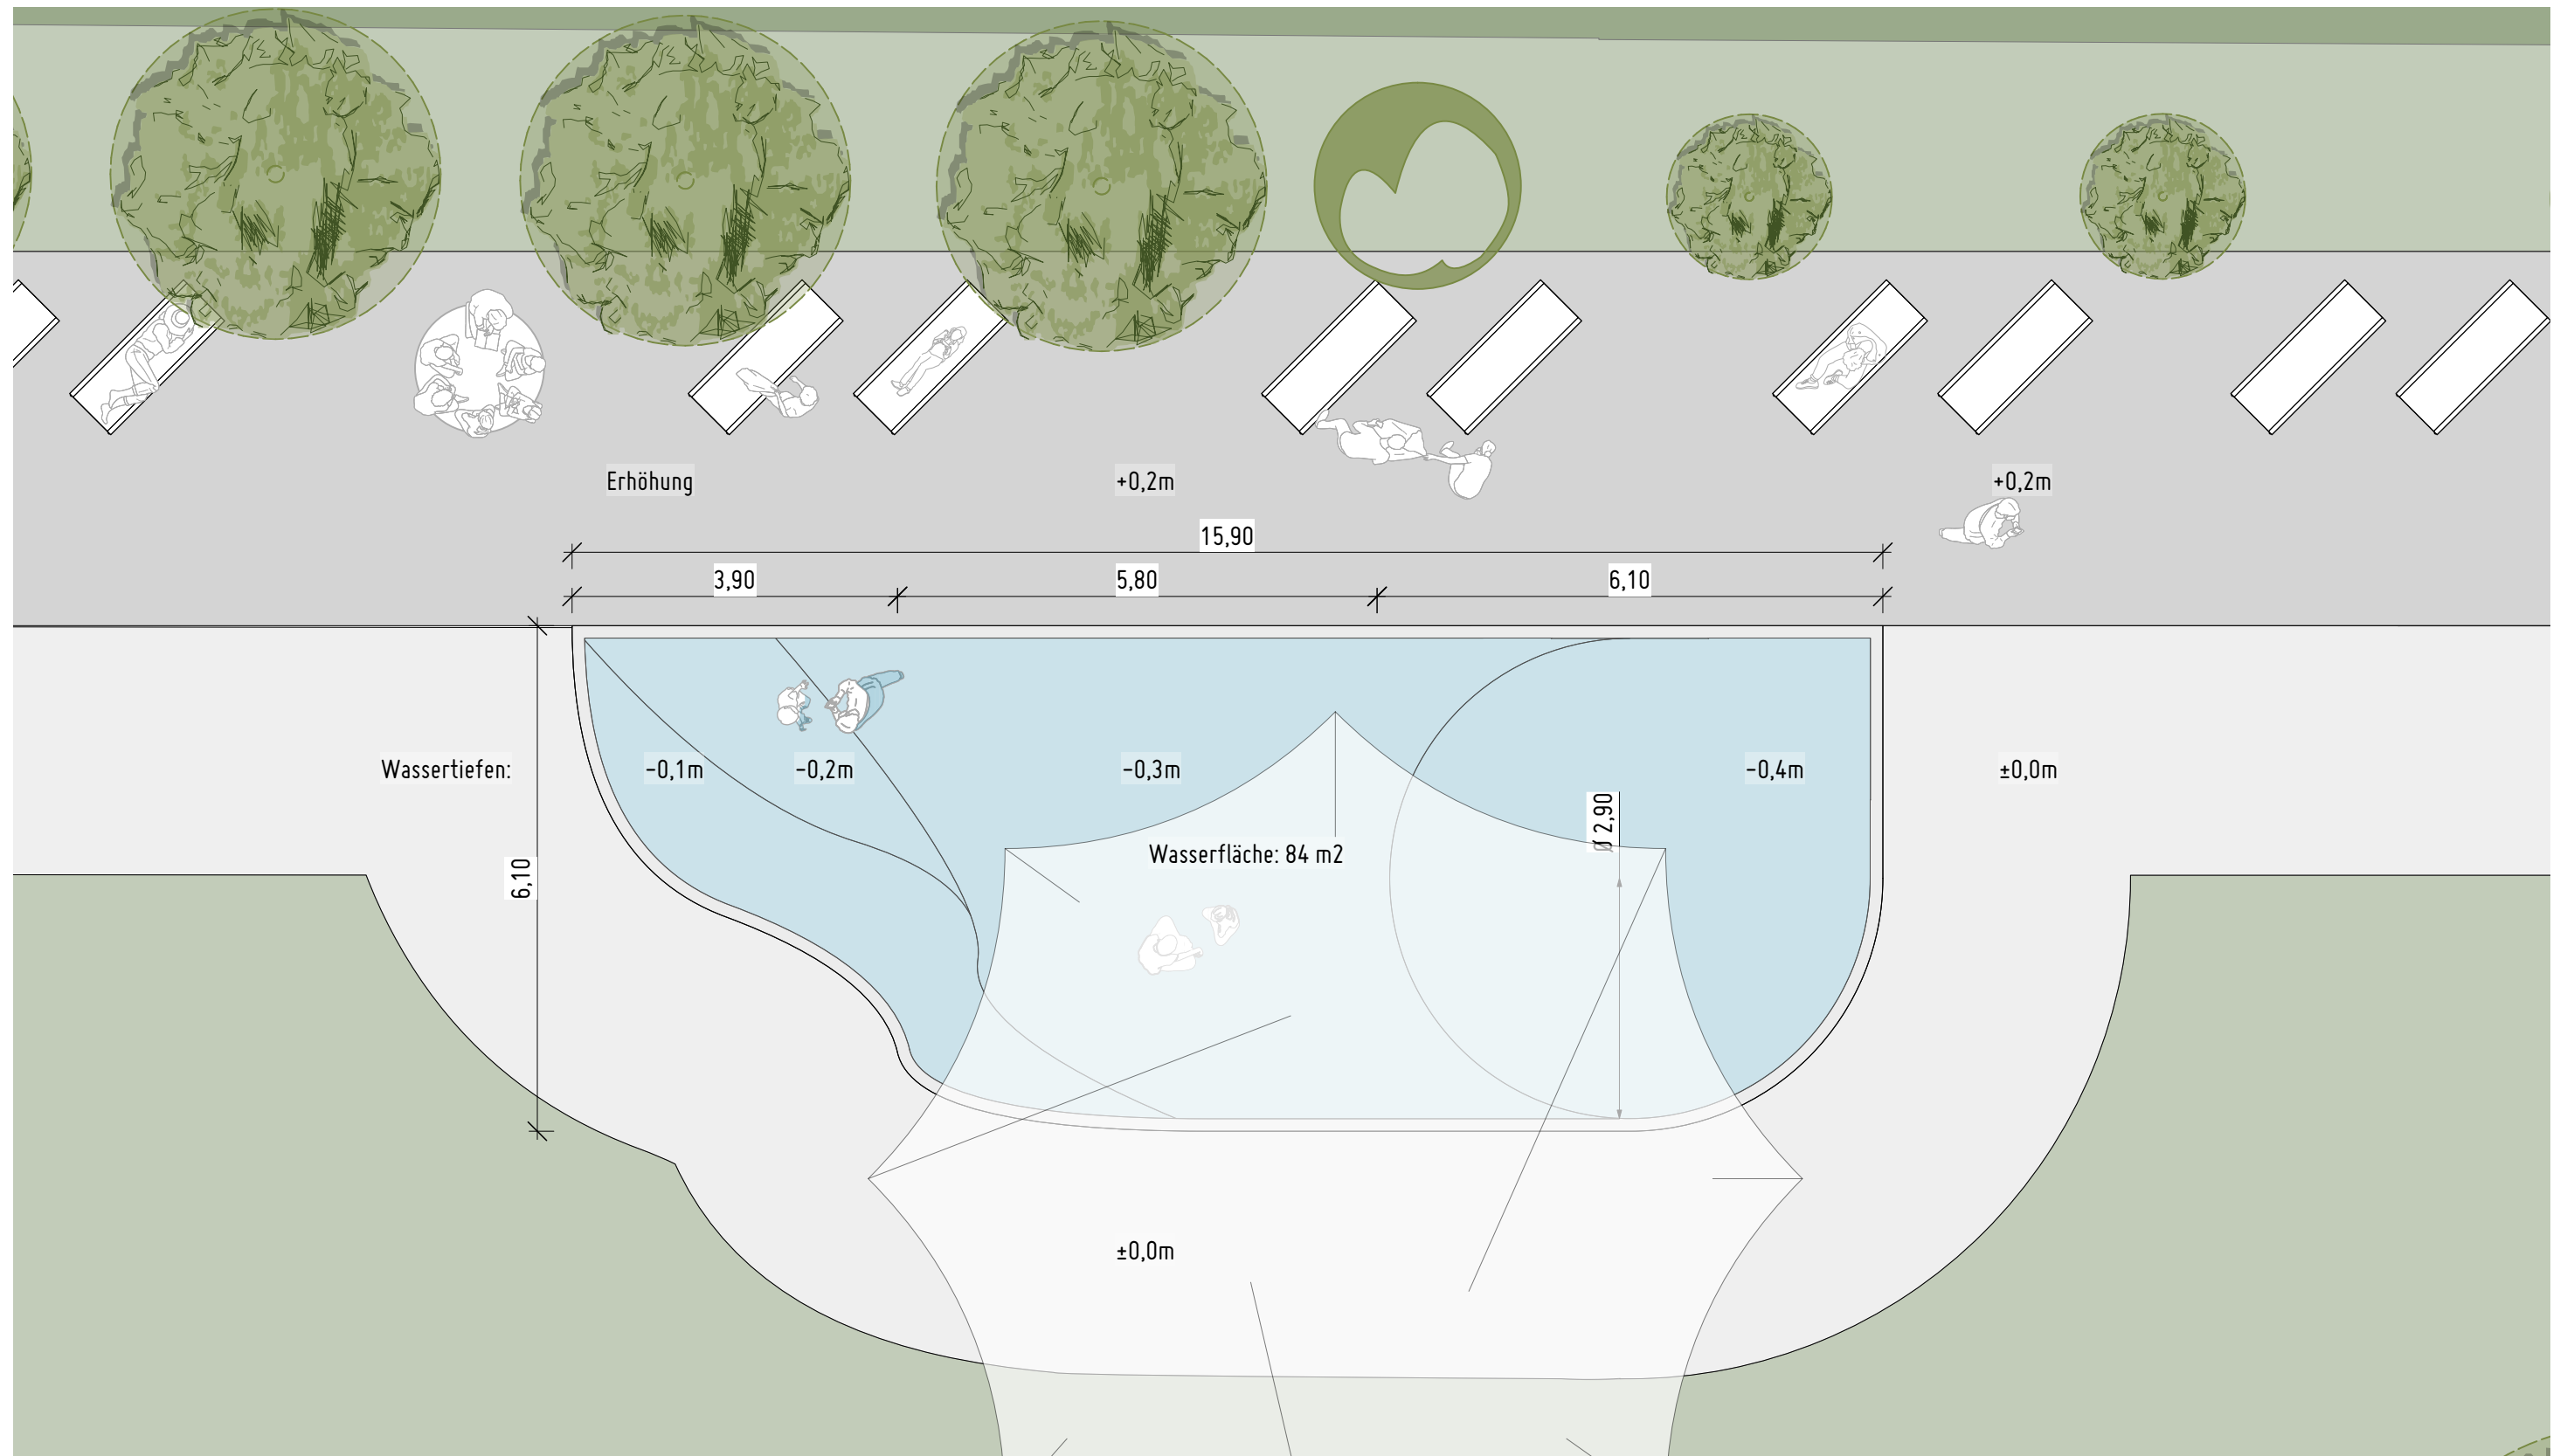 Erhöhung
+0,2m
+0,2m
15,90
3,90
5,80
6,10
Wassertiefen:
-0,1m
-0,2m
-0,3m
-0,4m
±0,0m
Ø 2,90
6,10
Wasserfläche: 84 m2
±0,0m